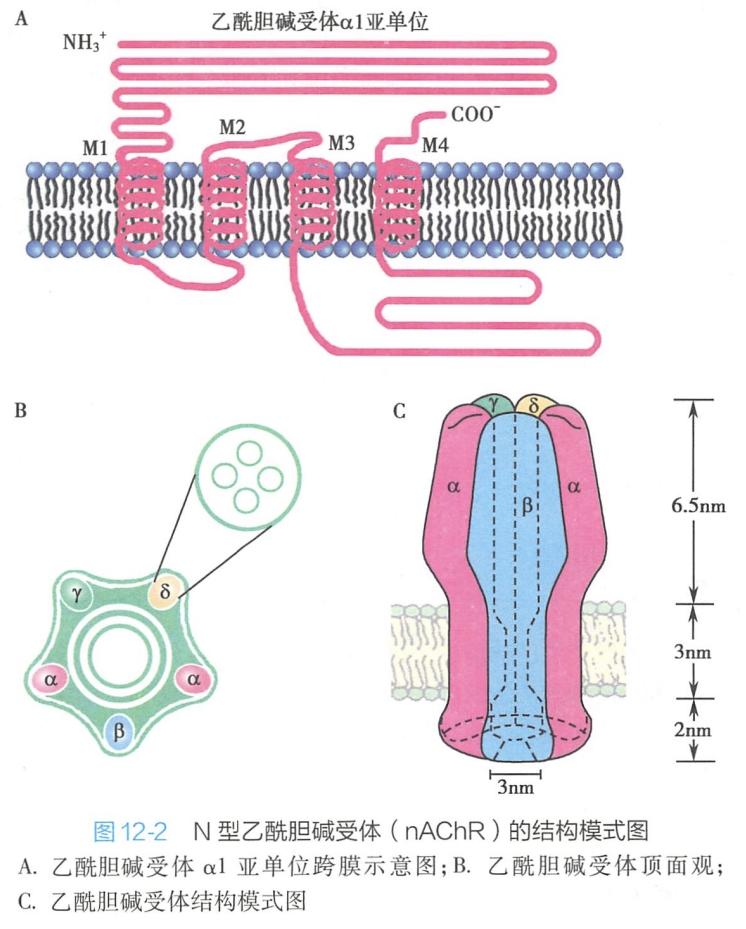 A
乙酰胆碱受体α1亚单位
NH₃⁺
COO⁻
M1
M2
M3
M4
B
γ
δ
α
α
β
C
γ
δ
α
β
α
6.5nm
3nm
2nm
3nm
图12-2 N 型乙酰胆碱受体（nAChR）的结构模式图
A. 乙酰胆碱受体 α1 亚单位跨膜示意图；B. 乙酰胆碱受体顶面观；
C. 乙酰胆碱受体结构模式图